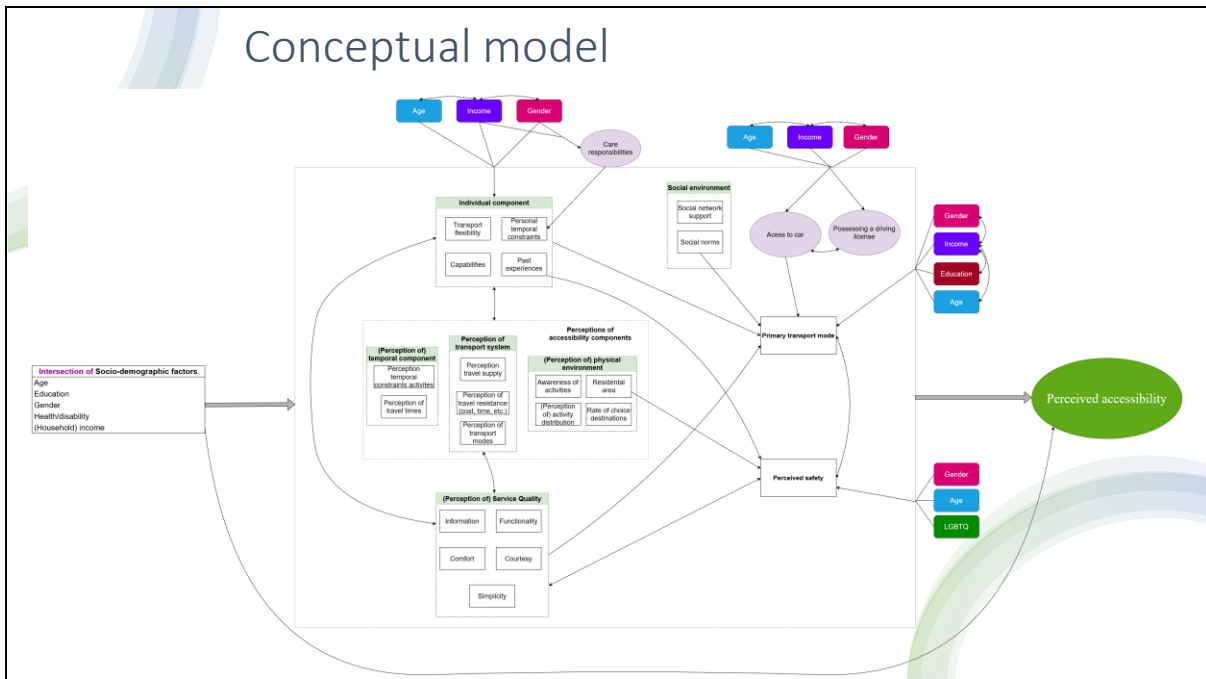 Conceptual model
Age
Income
Gender
Care
responsibilities
Age
Income
Gender
Individual component
Transport
flexibility
Personal
temporal
constraints
Capabilities
Past
experiences
Social environment
Social network
support
Social norms
Acess to car
Possessing a driving
license
Gender
Income
Education
Age
Perceptions of
accessibility components
(Perception of)
temporal component
Perception
temporal
constraints activites
Perception of
travel times
Perception of
transport system
Perception
travel supply
Perception of
travel resistance
(cost, time, etc.)
Perception of
transport
modes
(Perception of) physical
environment
Awareness of
activities
Residental
area
(Perception
of) activity
distribution
Rate of choice
destinations
Primary transport mode
Intersection of Socio-demographic factors
Age
Education
Gender
Health/disability
(Household) income
Perceived accessibility
(Perception of) Service Quality
Information
Functionality
Comfort
Courtesy
Simplicity
Perceived safety
Gender
Age
LGBTQ